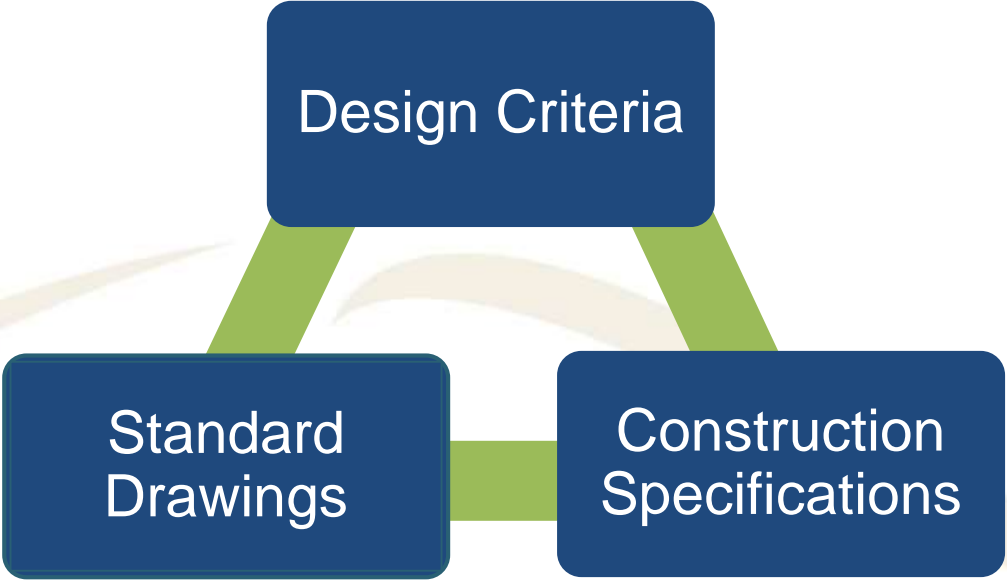 Design Criteria
Standard
Drawings
Construction
Specifications